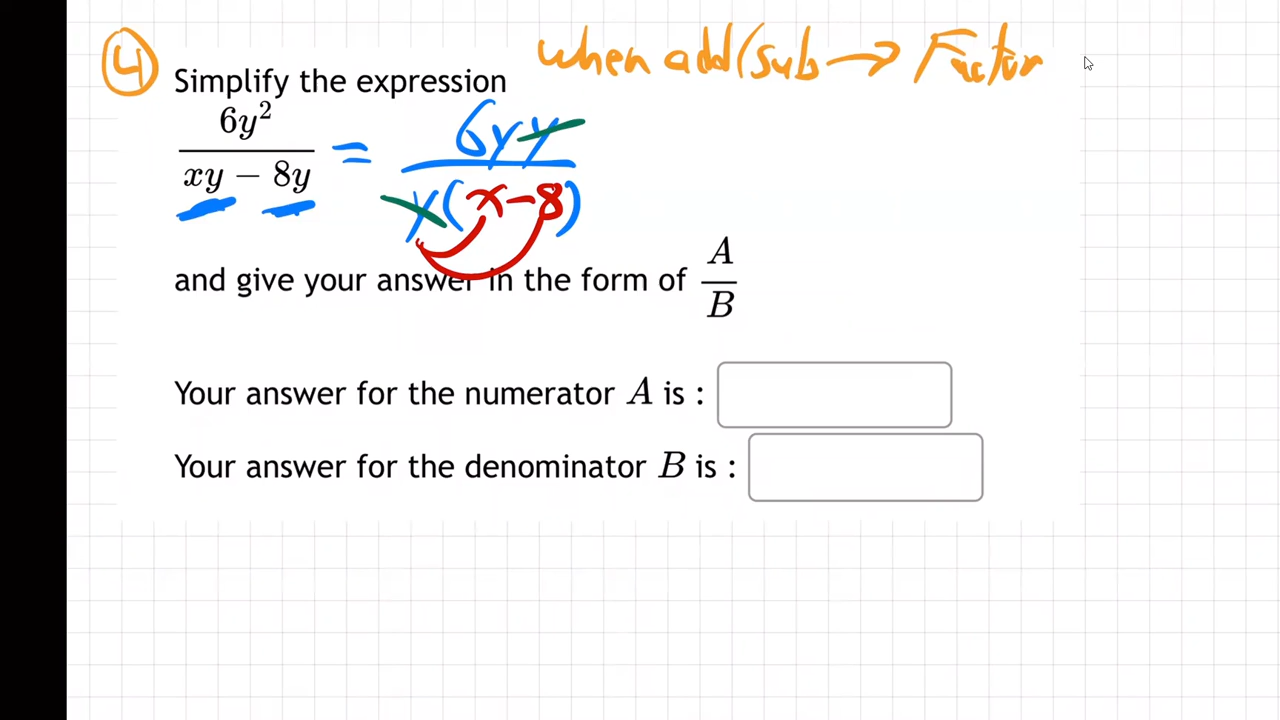 ④ when add/sub → Factor
Simplify the expression
6y²/(xy − 8y) = 6yy/(y(x−8))
and give your answer in the form of A/B
Your answer for the numerator A is :
Your answer for the denominator B is :